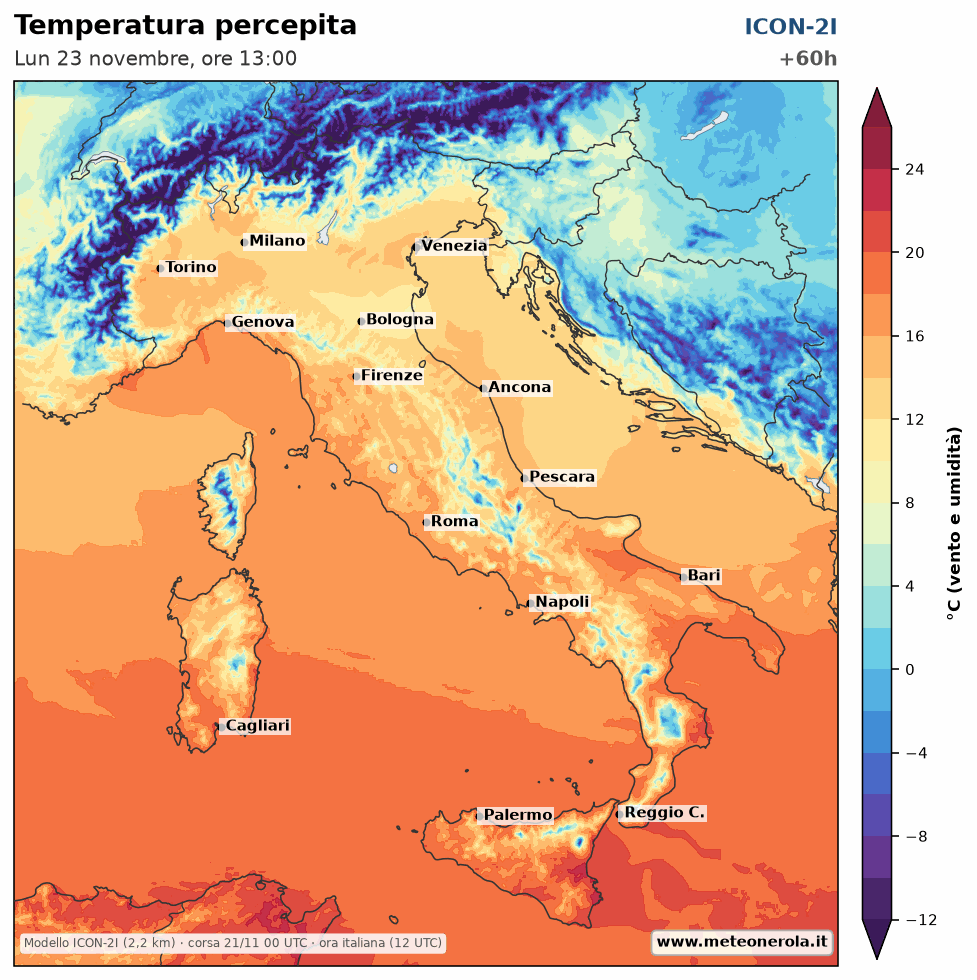 Temperatura percepita
ICON-2I
Lun 23 novembre, ore 13:00
+60h
Milano
Venezia
Torino
Genova
Bologna
Firenze
Ancona
Pescara
Roma
Bari
Napoli
Cagliari
Palermo
Reggio C.
24
20
16
12
8
4
0
−4
−8
−12
°C (vento e umidità)
Modello ICON-2I (2,2 km) · corsa 21/11 00 UTC · ora italiana (12 UTC)
www.meteonerola.it